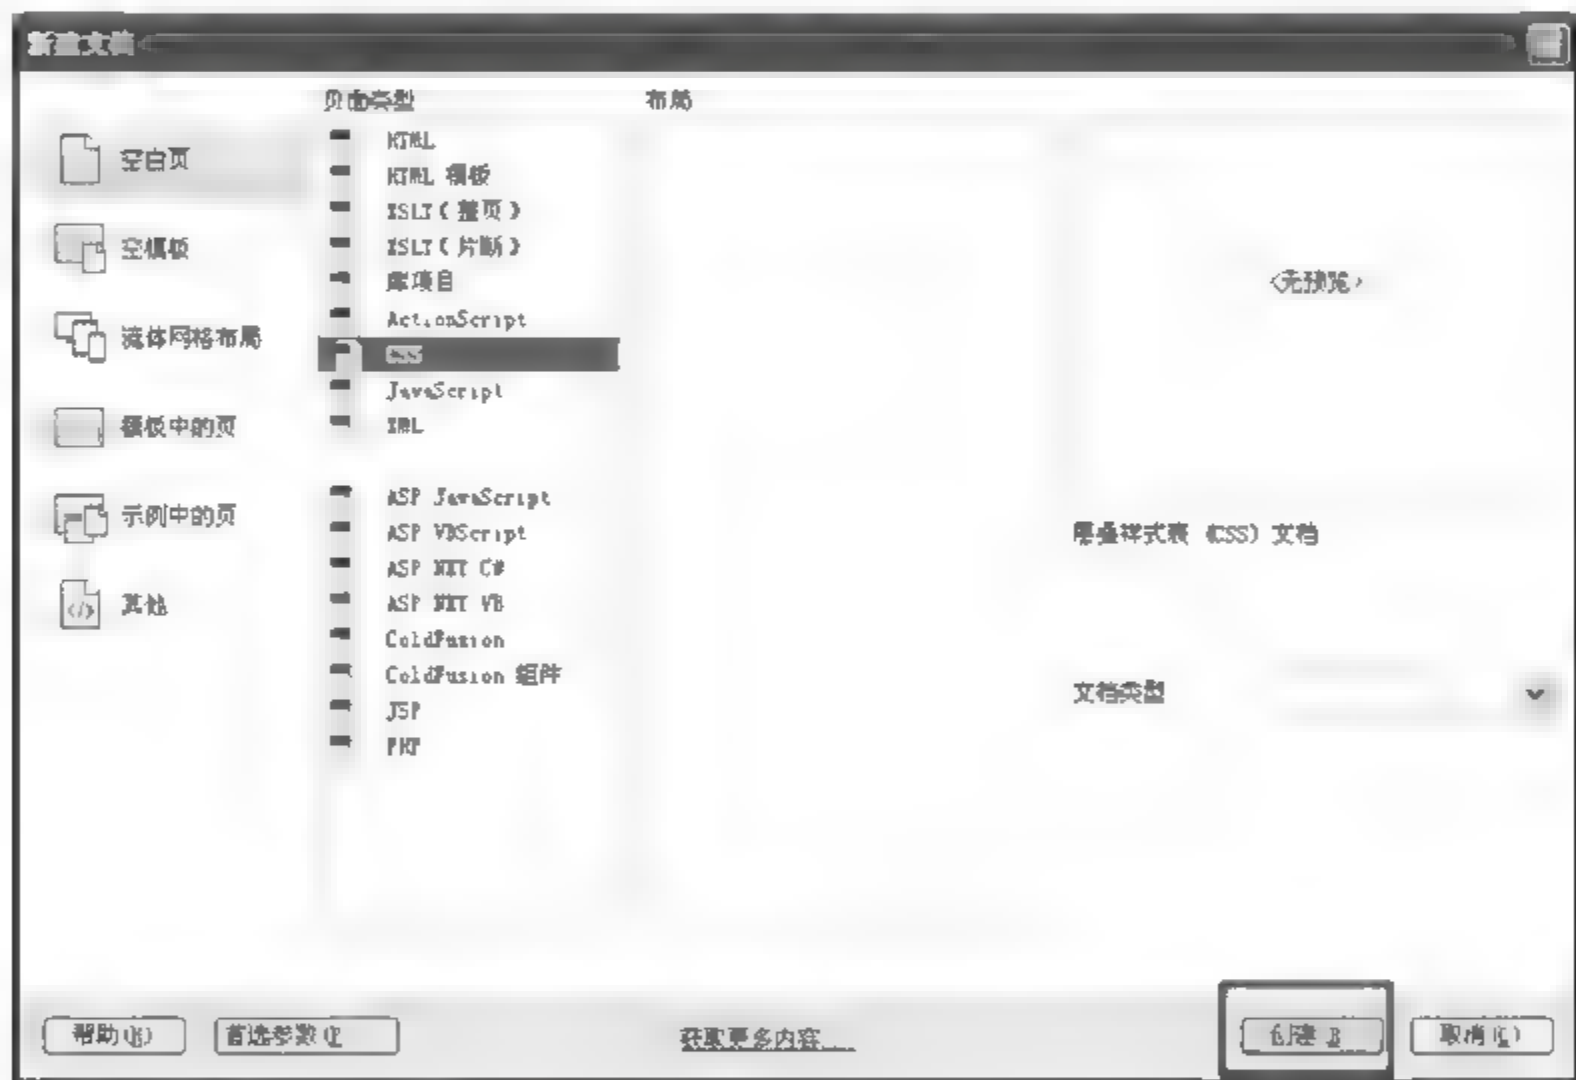 新建文档
空白页
空模板
流体网格布局
模板中的页
示例中的页
其他
页面类型
HTML
HTML 模板
XSLT(整页)
XSLT(片断)
库项目
ActionScript
CSS
JavaScript
XML
ASP JavaScript
ASP VBScript
ASP.NET C#
ASP.NET VB
ColdFusion
ColdFusion 组件
JSP
PHP
布局
<无预览>
层叠样式表 (CSS) 文档
文档类型
帮助(H)
首选参数(P
获取更多内容...
创建 R
取消(C)